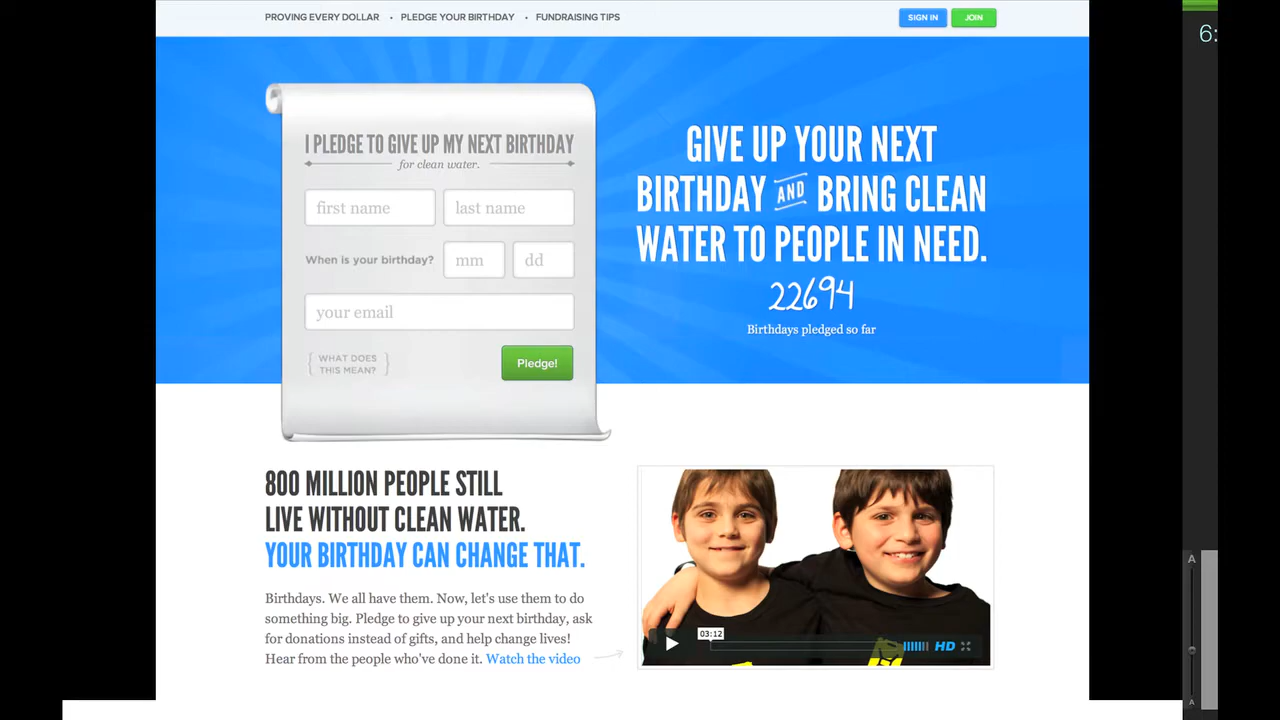 PROVING EVERY DOLLAR • PLEDGE YOUR BIRTHDAY • FUNDRAISING TIPS
SIGN IN JOIN
6:
I PLEDGE TO GIVE UP MY NEXT BIRTHDAY
for clean water.
first name last name
When is your birthday? mm dd
your email
{ WHAT DOES
THIS MEAN? }
Pledge!
GIVE UP YOUR NEXT
BIRTHDAY AND BRING CLEAN
WATER TO PEOPLE IN NEED.
22694
Birthdays pledged so far
800 MILLION PEOPLE STILL
LIVE WITHOUT CLEAN WATER.
YOUR BIRTHDAY CAN CHANGE THAT.
Birthdays. We all have them. Now, let's use them to do
something big. Pledge to give up your next birthday, ask
for donations instead of gifts, and help change lives!
Hear from the people who've done it. Watch the video
03:12
HD
A
A